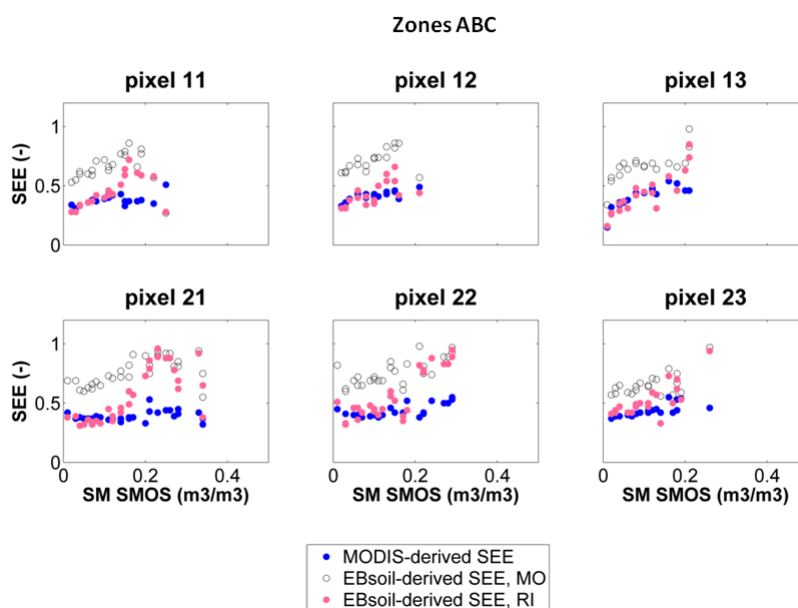 Zones ABC
pixel 11
pixel 12
pixel 13
SEE (-)
1
0.5
0
pixel 21
pixel 22
pixel 23
SEE (-)
1
0.5
0
0 0.2 0.4
0 0.2 0.4
0 0.2 0.4
SM SMOS (m3/m3)
SM SMOS (m3/m3)
SM SMOS (m3/m3)
MODIS-derived SEE
EBsoil-derived SEE, MO
EBsoil-derived SEE, RI